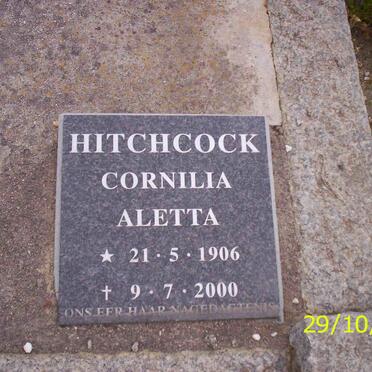 HITCHCOCK
CORNILIA
ALETTA
★ 21 · 5 · 1906
† 9 · 7 · 2000
ONS EER HAAR NAGEDAGTENIS
29/10/